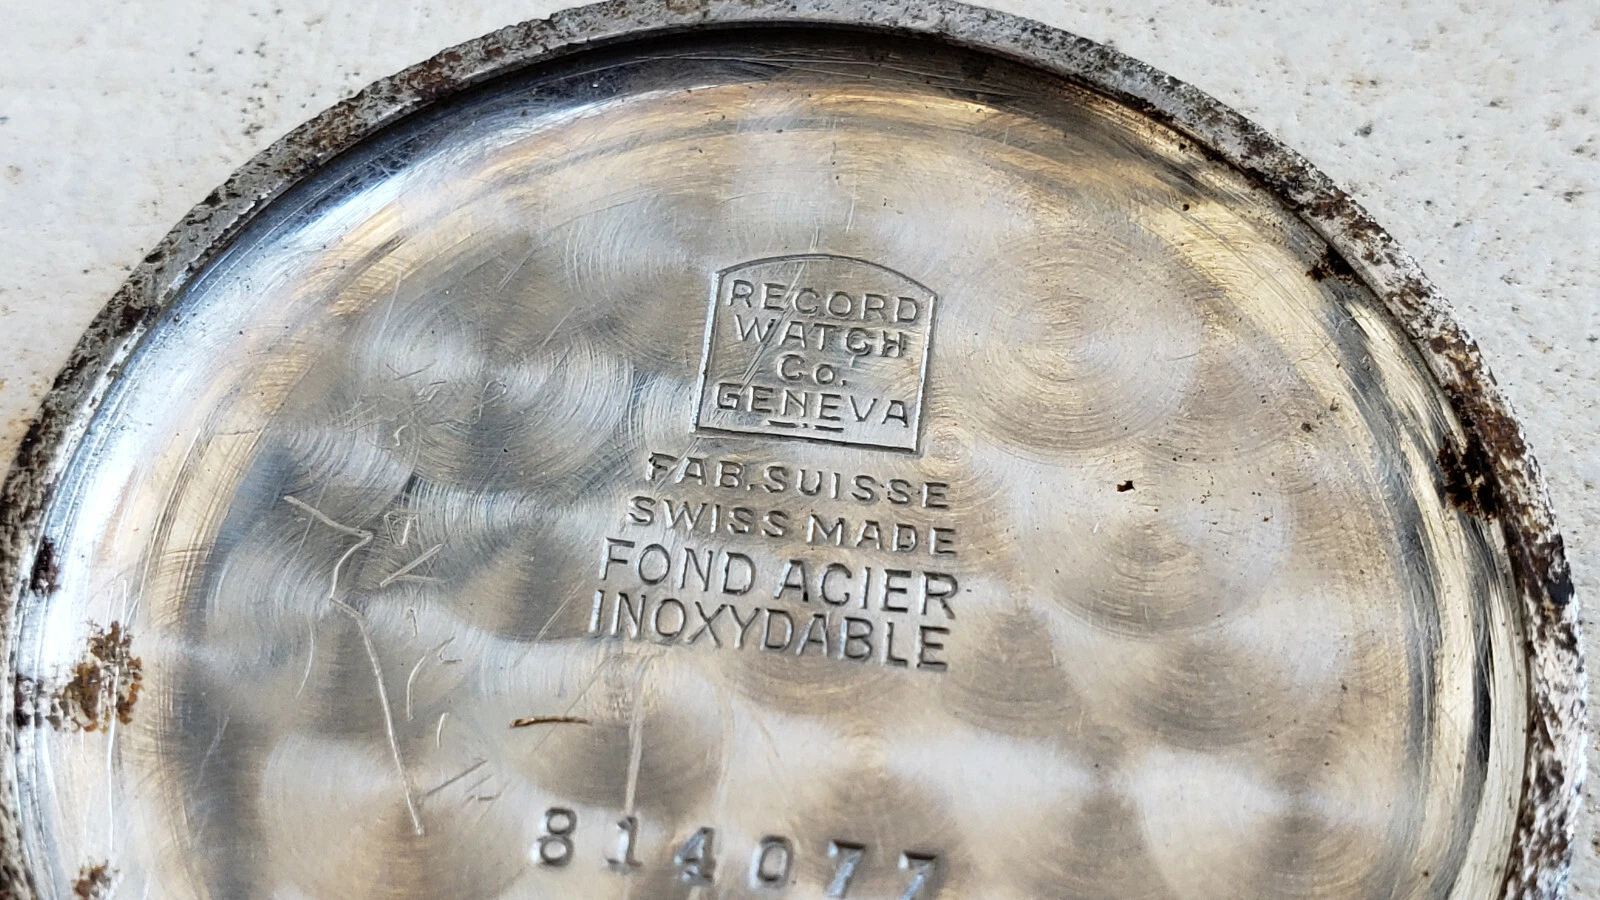 RECORD
WATCH
Co.
GENEVA
FAB. SUISSE
SWISS MADE
FOND ACIER
INOXYDABLE
814077